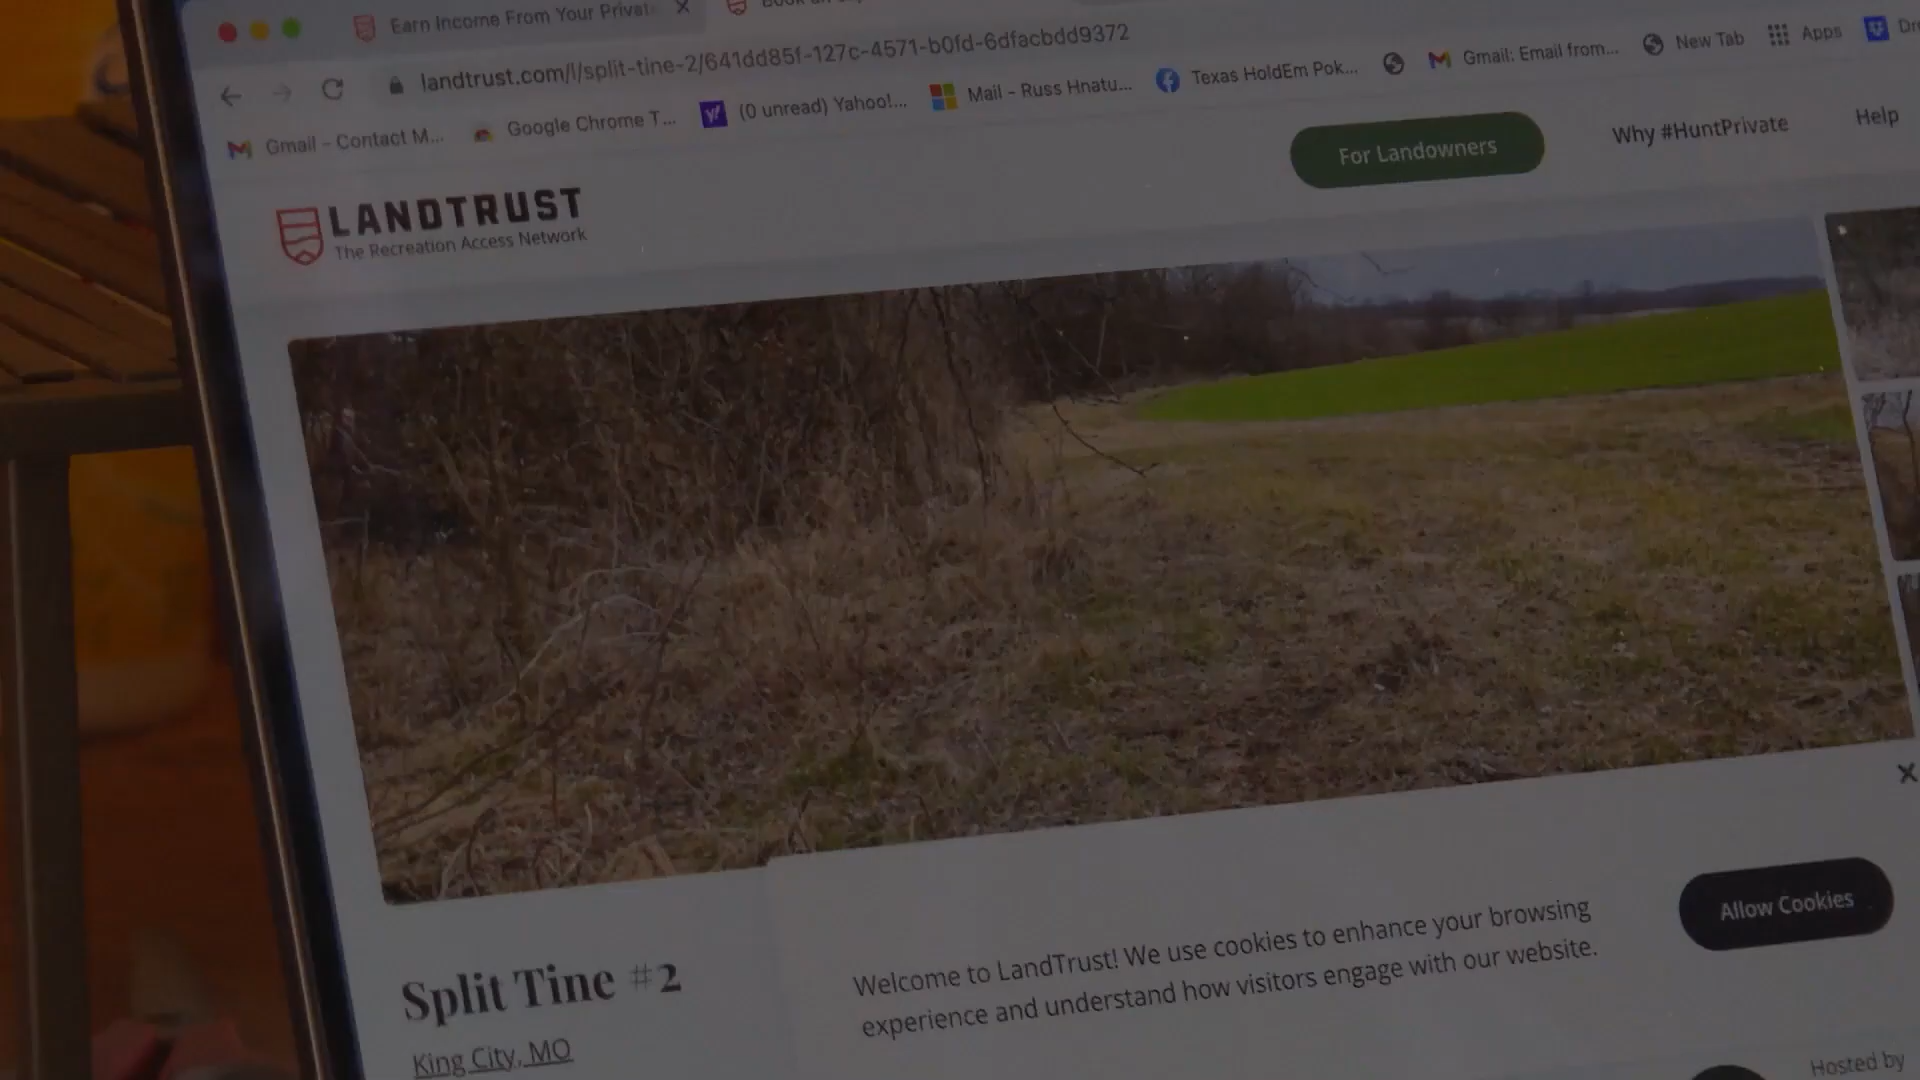 Earn Income From Your Privat
landtrust.com/l/split-tine-2/641dd85f-127c-4571-b0fd-6dfacbdd9372
Gmail - Contact M...
Google Chrome T...
(0 unread) Yahoo!...
Mail - Russ Hnatu...
Texas HoldEm Pok...
Gmail: Email from...
New Tab
Apps
For Landowners
Why #HuntPrivate
Help
LANDTRUST
The Recreation Access Network
Split Tine #2
King City, MO
Welcome to LandTrust! We use cookies to enhance your browsing
experience and understand how visitors engage with our website.
Allow Cookies
Hosted by